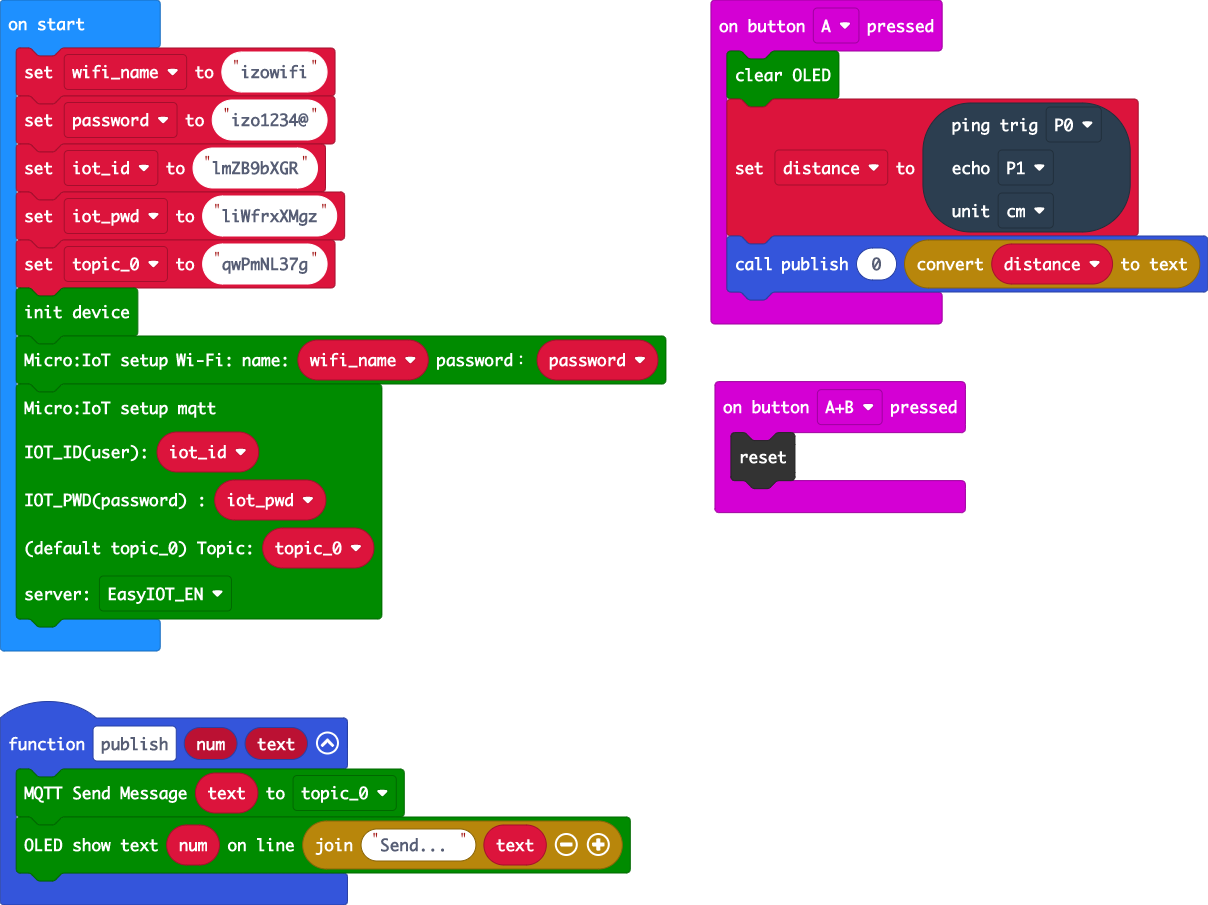 on start
set wifi_name to "izowifi"
set password to "izo1234@"
set iot_id to "lmZB9bXGR"
set iot_pwd to "liWfrxXMgz"
set topic_0 to "qwPmNL37g"
init device
Micro:IoT setup Wi-Fi: name: wifi_name password: password
Micro:IoT setup mqtt
IOT_ID(user): iot_id
IOT_PWD(password) : iot_pwd
(default topic_0) Topic: topic_0
server: EasyIOT_EN
function publish num text
MQTT Send Message text to topic_0
OLED show text num on line join "Send... " text
on button A pressed
clear OLED
set distance to
ping trig P0
echo P1
unit cm
call publish 0 convert distance to text
on button A+B pressed
reset